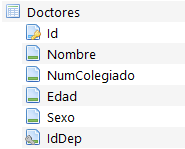 Doctores
Id
Nombre
NumColegiado
Edad
Sexo
IdDep